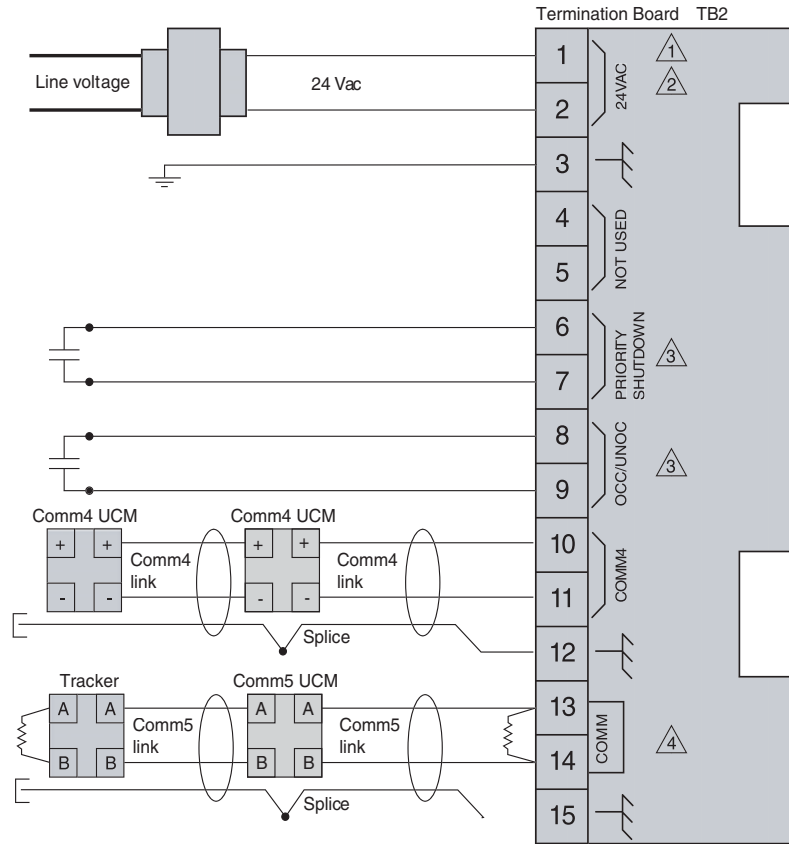 Termination Board TB2
Line voltage
24 Vac
1
2
24VAC
1
2
3
4
5
NOT USED
6
7
PRIORITY
SHUTDOWN
3
8
9
OCC/UNOC
3
Comm4 UCM
Comm4 UCM
+ +
- -
Comm4
link
+ +
- -
Comm4
link
10
11
COMM4
Splice
12
Tracker
Comm5 UCM
A A
B B
Comm5
link
A A
B B
Comm5
link
13
14
COMM
4
Splice
15